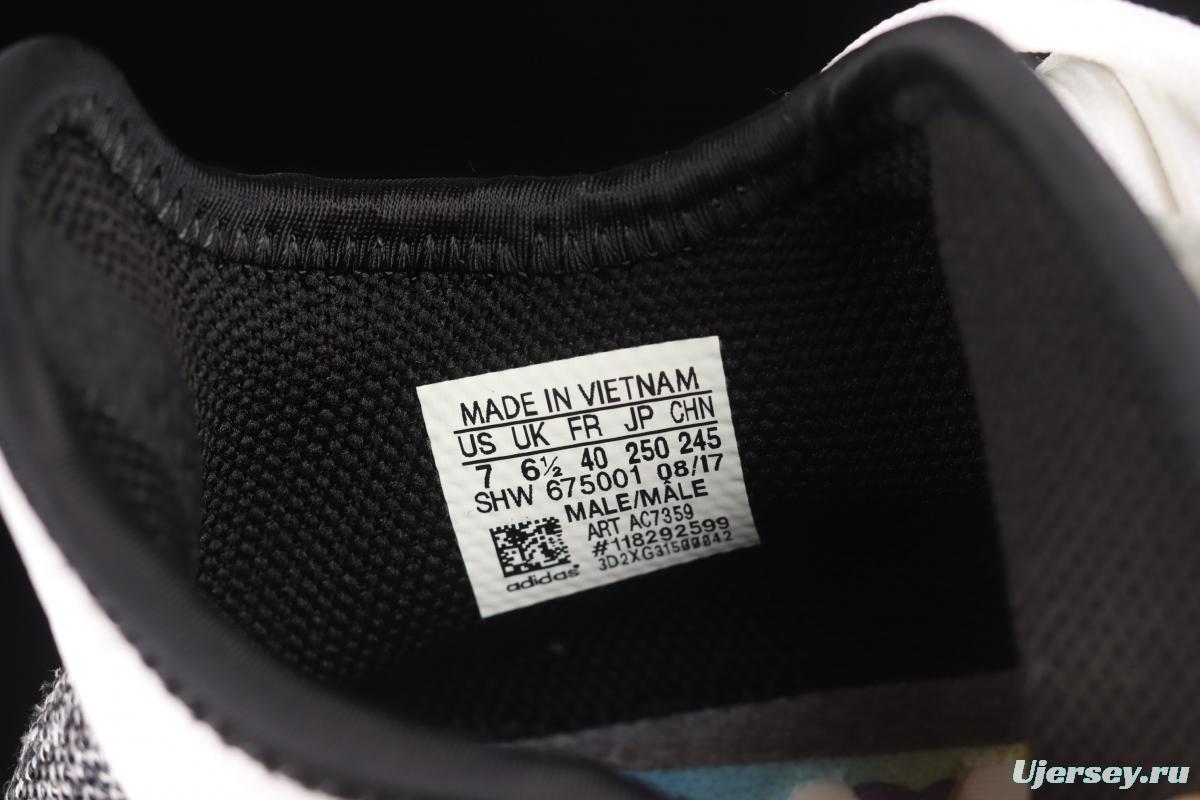 MADE IN VIETNAM
US UK FR JP CHN
7 6½ 40 250 245
SHW 675001 08/17
MALE/MÂLE
ART AC7359
#118292599
adidas
Ujersey.ru